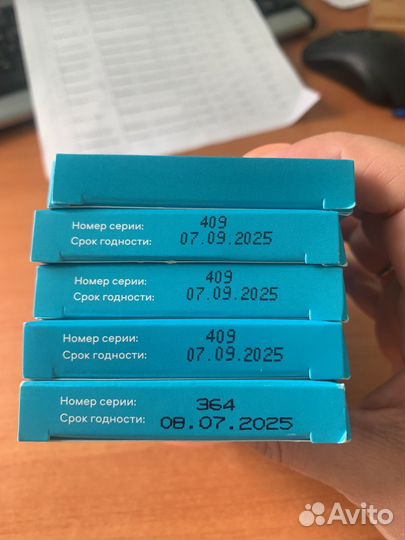 Номер серии: 409
Срок годности: 07.09.2025
Номер серии: 409
Срок годности: 07.09.2025
Номер серии: 409
Срок годности: 07.09.2025
Номер серии: 364
Срок годности: 08.07.2025
Avito